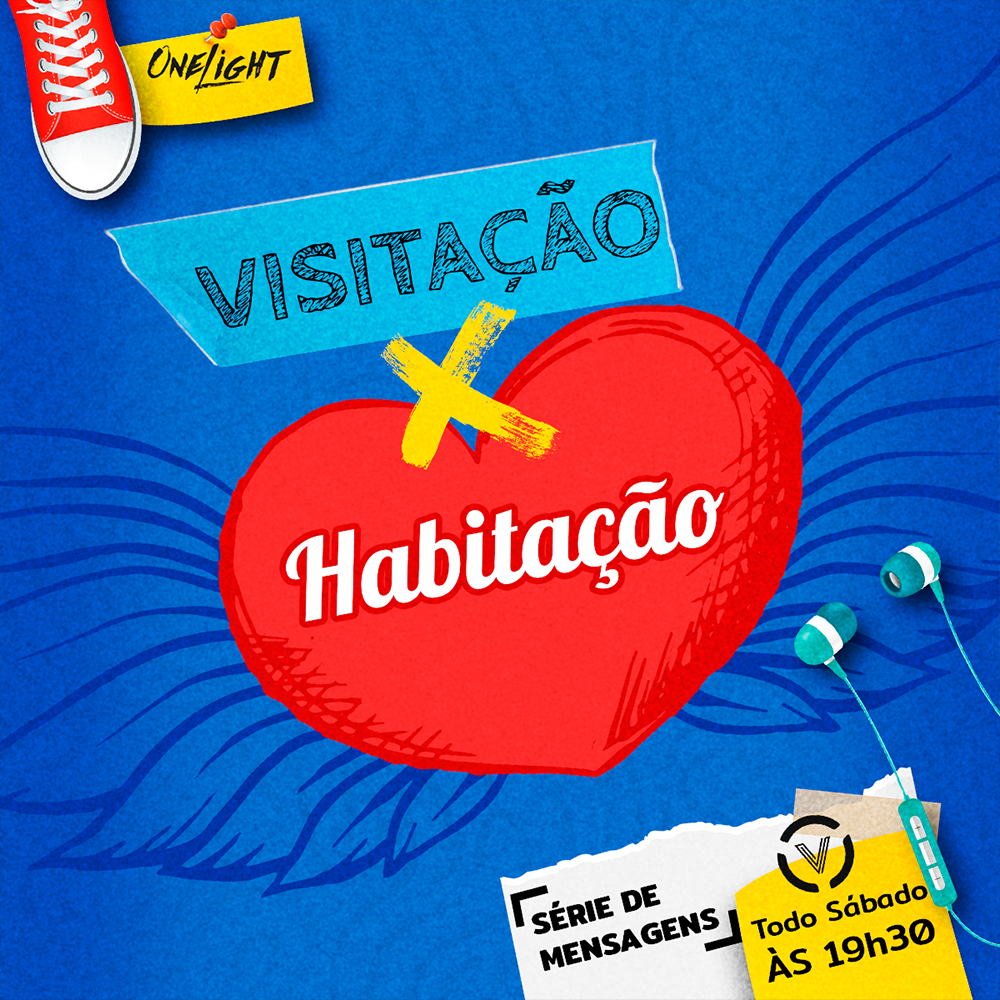 ONELIGHT
VISITAÇÃO
X
Habitação
SÉRIE DE
MENSAGENS
V
Todo Sábado
ÀS 19h30